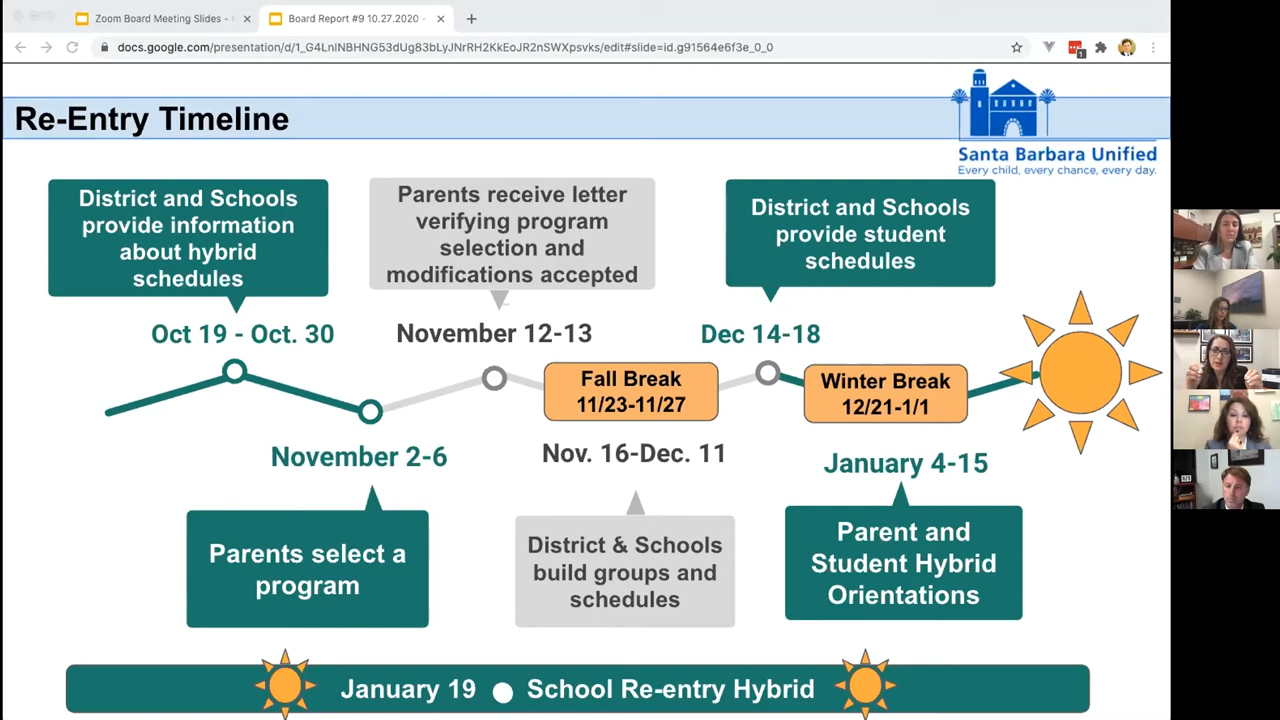 Zoom Board Meeting Slides -
Board Report #9 10.27.2020 -
docs.google.com/presentation/d/1_G4LnINBHNG53dUg83bLyJNrRH2KkEoJR2nSWXpsvks/edit#slide=id.g91564e6f3e_0_0
1
Re-Entry Timeline
Santa Barbara Unified
Every child, every chance, every day.
District and Schools
provide information
about hybrid
schedules
Parents receive letter
verifying program
selection and
modifications accepted
District and Schools
provide student
schedules
Oct 19 - Oct. 30
November 12-13
Dec 14-18
Fall Break
11/23-11/27
Winter Break
12/21-1/1
November 2-6
Nov. 16-Dec. 11
January 4-15
Parents select a
program
District & Schools
build groups and
schedules
Parent and
Student Hybrid
Orientations
January 19
School Re-entry Hybrid